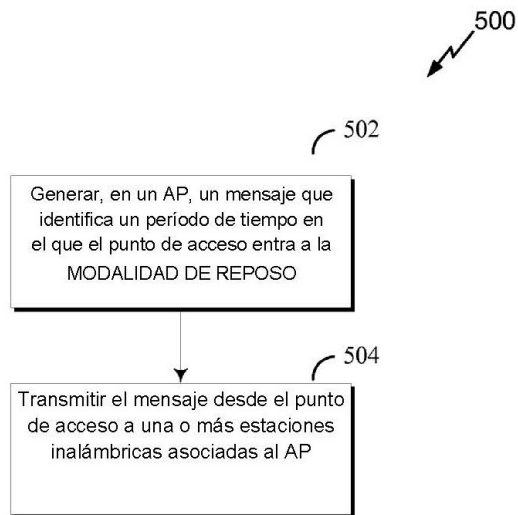 500
502
Generar, en un AP, un mensaje que
identifica un período de tiempo en
el que el punto de acceso entra a la
MODALIDAD DE REPOSO
504
Transmitir el mensaje desde el punto
de acceso a una o más estaciones
inalámbricas asociadas al AP